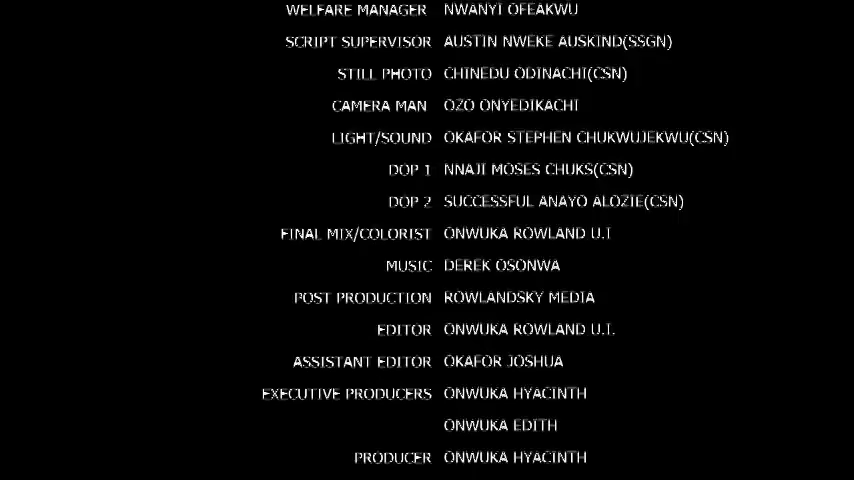 WELFARE MANAGER NWANYI OFEAKWU
SCRIPT SUPERVISOR AUSTIN NWEKE AUSKIND(SSGN)
STILL PHOTO CHINEDU ODINACHI(CSN)
CAMERA MAN OZO ONYEDIKACHI
LIGHT/SOUND OKAFOR STEPHEN CHUKWUJEKWU(CSN)
DOP 1 NNAJI MOSES CHUKS(CSN)
DOP 2 SUCCESSFUL ANAYO ALOZIE(CSN)
FINAL MIX/COLORIST ONWUKA ROWLAND U.I
MUSIC DEREK OSONWA
POST PRODUCTION ROWLANDSKY MEDIA
EDITOR ONWUKA ROWLAND U.I.
ASSISTANT EDITOR OKAFOR JOSHUA
EXECUTIVE PRODUCERS ONWUKA HYACINTH
ONWUKA EDITH
PRODUCER ONWUKA HYACINTH